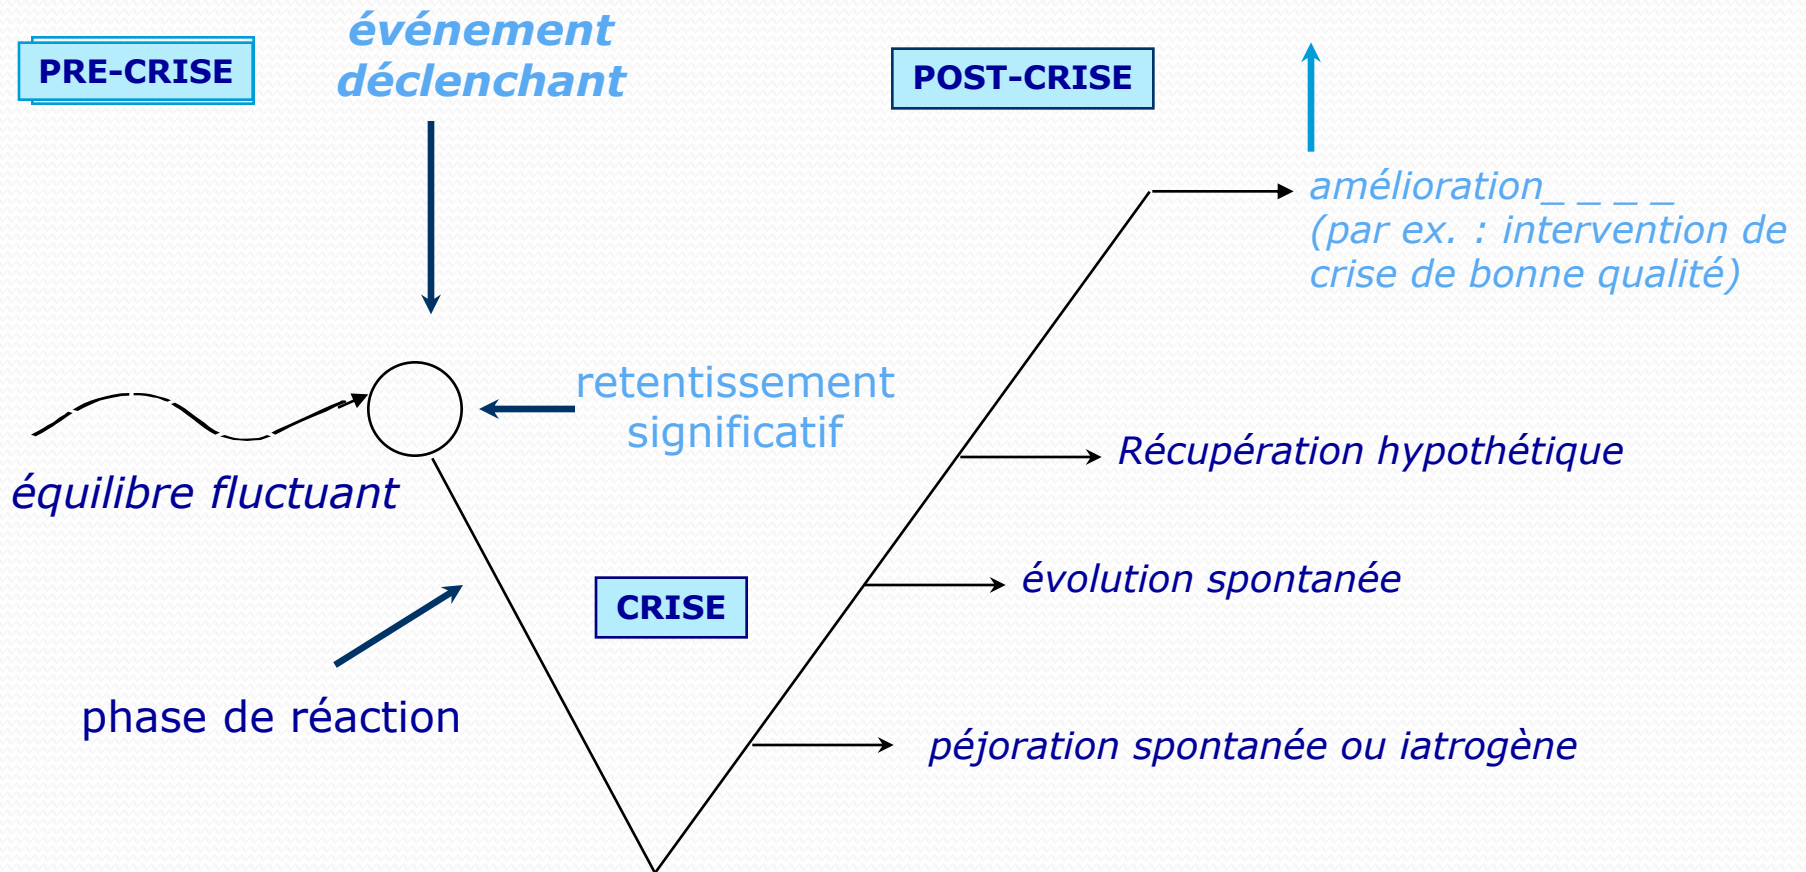 PRE-CRISE
événement
déclenchant
POST-CRISE
amélioration_ _ _ _
(par ex. : intervention de
crise de bonne qualité)
retentissement
significatif
Récupération hypothétique
équilibre fluctuant
évolution spontanée
CRISE
phase de réaction
péjoration spontanée ou iatrogène